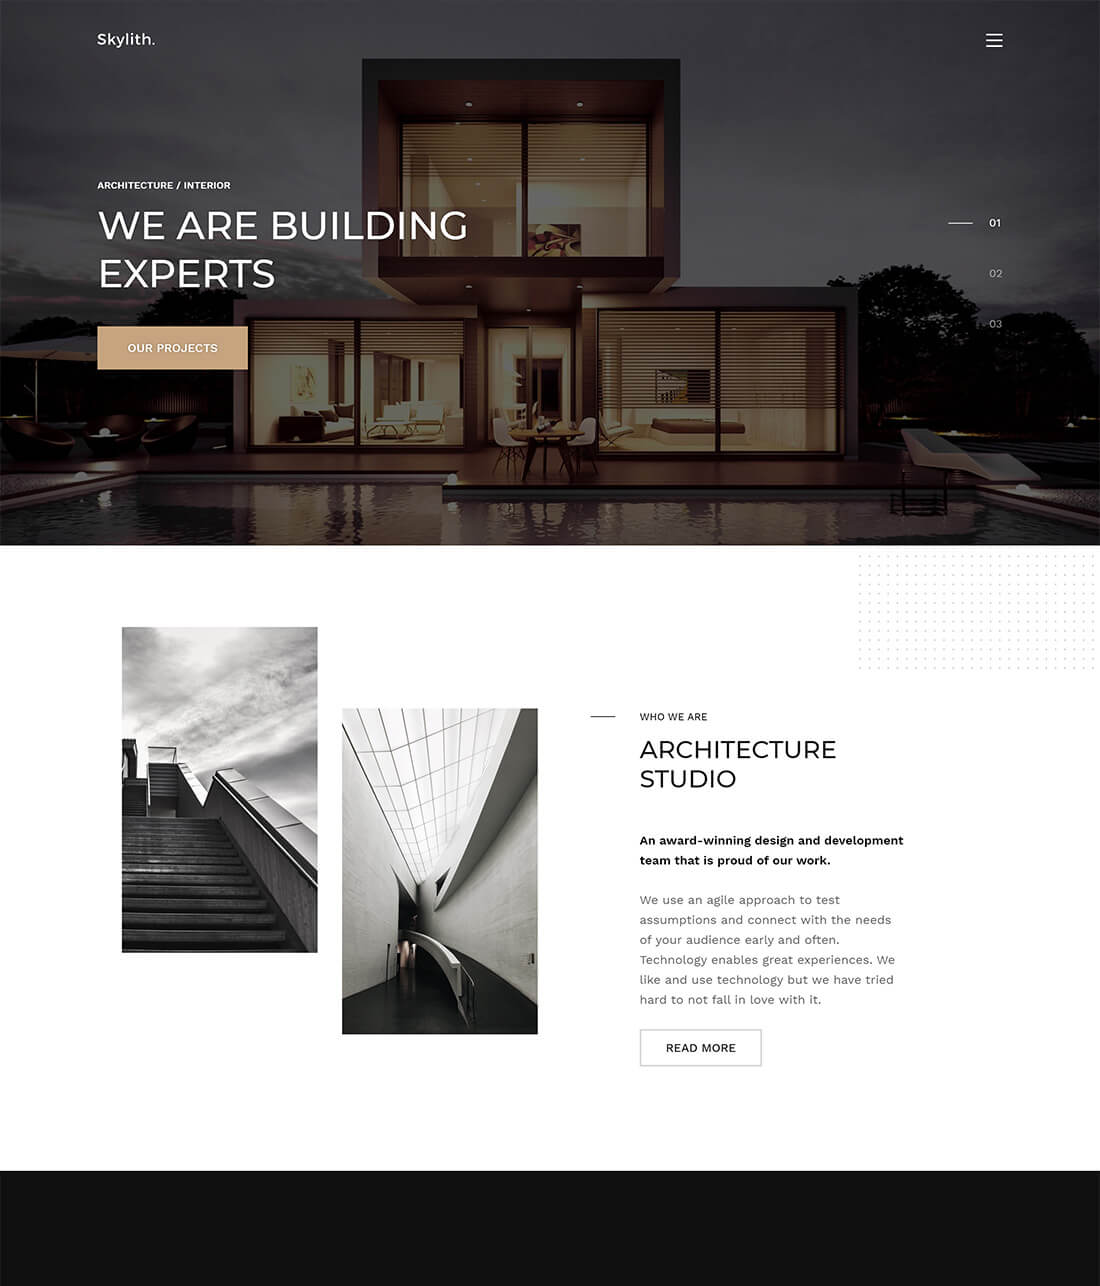 Skylith.
ARCHITECTURE / INTERIOR
WE ARE BUILDING
EXPERTS
OUR PROJECTS
01
02
03
WHO WE ARE
ARCHITECTURE
STUDIO
An award-winning design and development
team that is proud of our work.
We use an agile approach to test
assumptions and connect with the needs
of your audience early and often.
Technology enables great experiences. We
like and use technology but we have tried
hard to not fall in love with it.
READ MORE